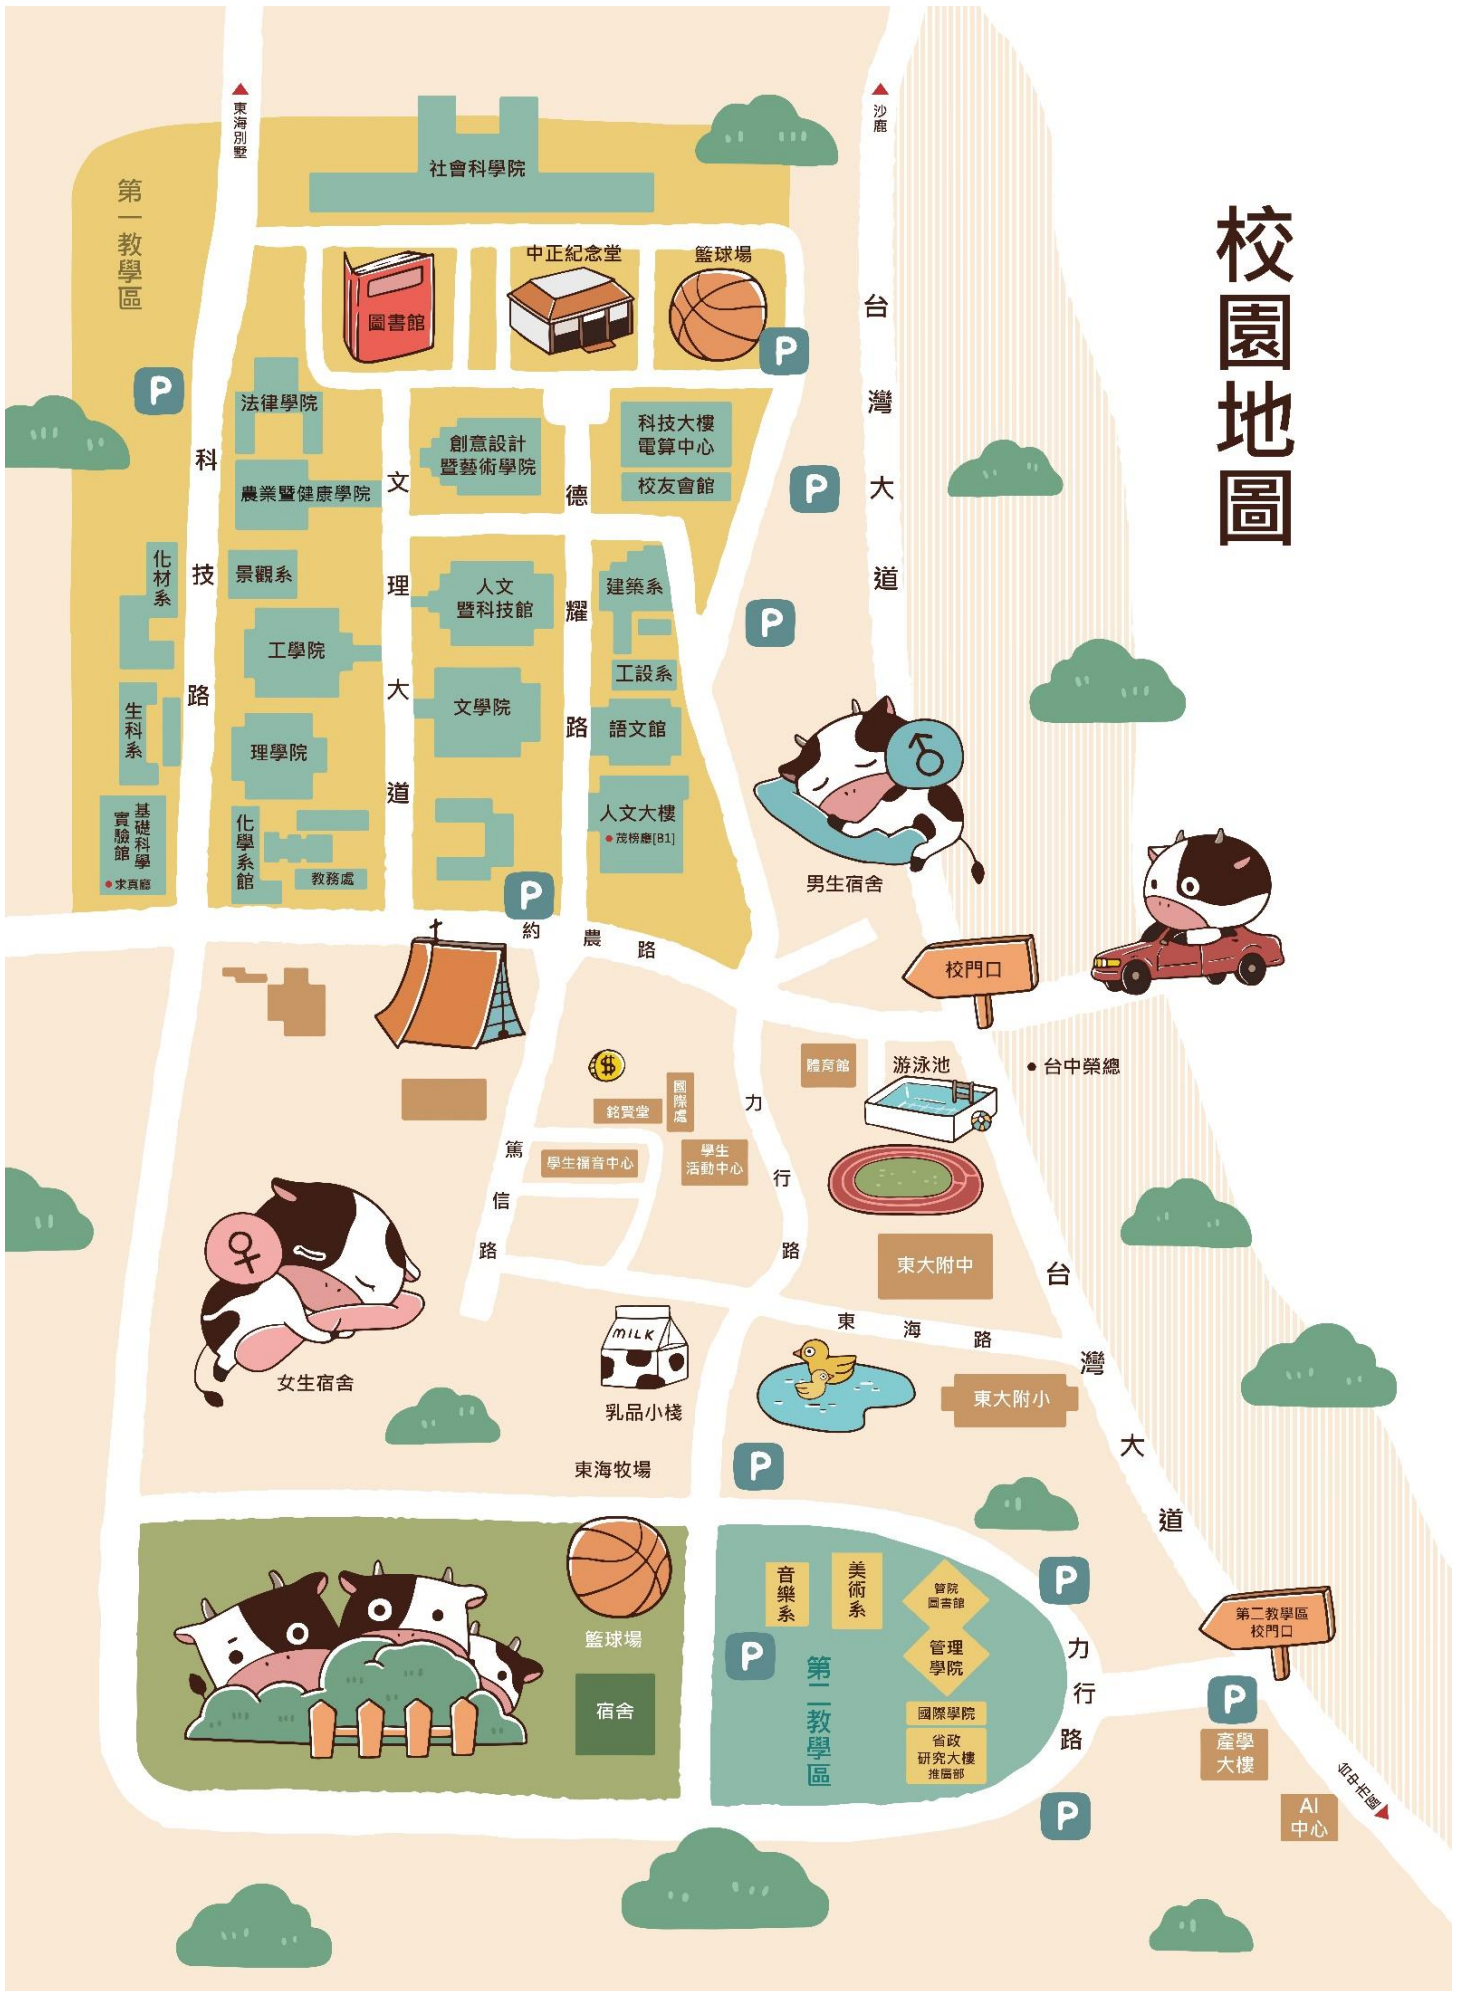 校園地圖
東海別墅
沙鹿
第一教學區
社會科學院
圖書館
中正紀念堂
籃球場
P
P
台灣大道
法律學院
創意設計
暨藝術學院
科技大樓
電算中心
校友會館
P
農業暨健康學院
科技路
文理大道
德耀路
化材系
景觀系
人文
暨科技館
建築系
P
工學院
工設系
生科系
文學院
語文館
理學院
基礎科學
實驗館
求真廳
化學系館
教務處
人文大樓
茂榜廳[B1]
男生宿舍
P
約農路
校門口
台中榮總
體育館
游泳池
$
銘賢堂
國際處
力行路
學生福音中心
學生
活動中心
篤信路
東大附中
台灣大道
女生宿舍
MILK
乳品小棧
東海路
東大附小
東海牧場
P
籃球場
宿舍
音樂系
美術系
管院
圖書館
管理
學院
國際學院
省政
研究大樓
推廣部
第二教學區
P
P
力行路
第二教學區
校門口
P
產學
大樓
AI
中心
台中市區
P